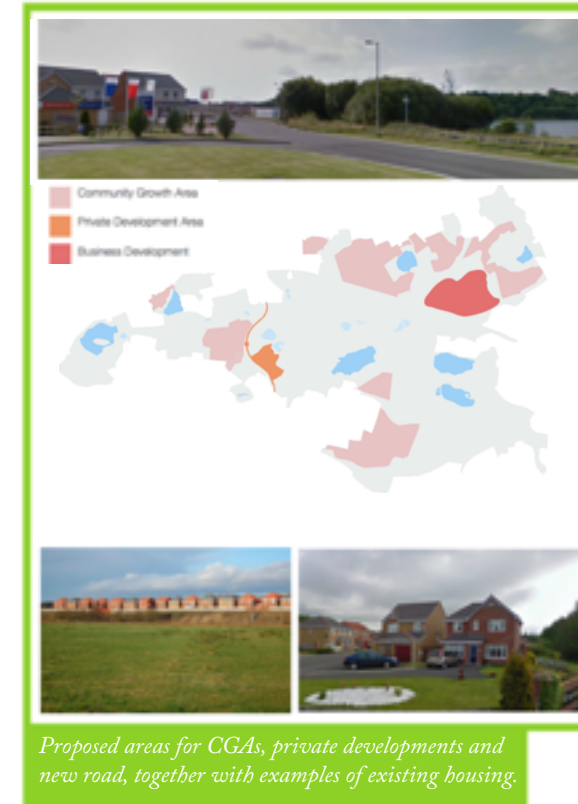 Community Growth Area
Private Development Area
Business Development
Proposed areas for CGAs, private developments and
new road, together with examples of existing housing.